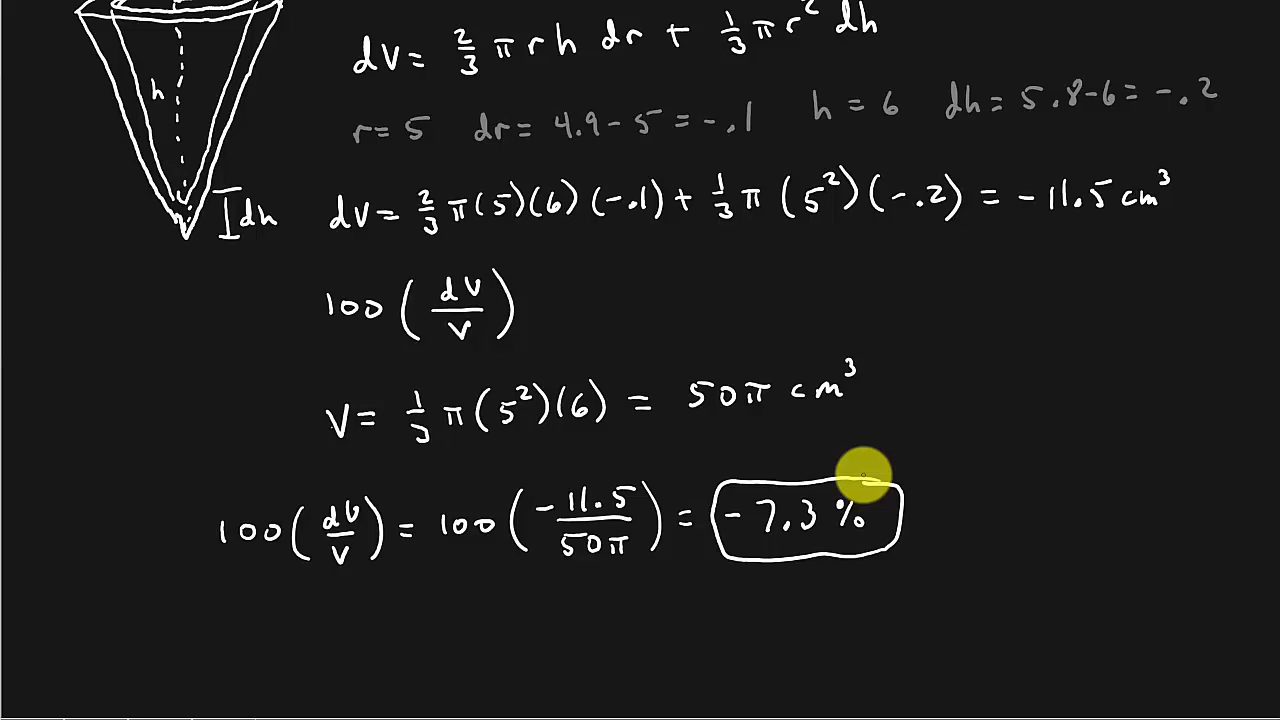 dV = 2/3 π r h dr + 1/3 π r² dh
h
r = 5 dr = 4.9 - 5 = -.1 h = 6 dh = 5.8 - 6 = -.2
dh
dV = 2/3 π (5)(6)(-.1) + 1/3 π (5²)(-.2) = -11.5 cm³
100 (dV/V)
V = 1/3 π (5²)(6) = 50π cm³
100 (dV/V) = 100 (-11.5/50π) = -7.3 %